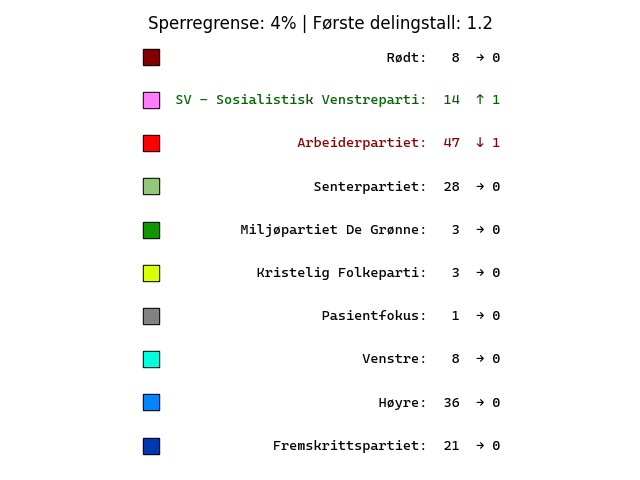 Sperregrense: 4% | Første delingstall: 1.2
Rødt: 8 → 0
SV – Sosialistisk Venstreparti: 14 ↑ 1
Arbeiderpartiet: 47 ↓ 1
Senterpartiet: 28 → 0
Miljøpartiet De Grønne: 3 → 0
Kristelig Folkeparti: 3 → 0
Pasientfokus: 1 → 0
Venstre: 8 → 0
Høyre: 36 → 0
Fremskrittspartiet: 21 → 0